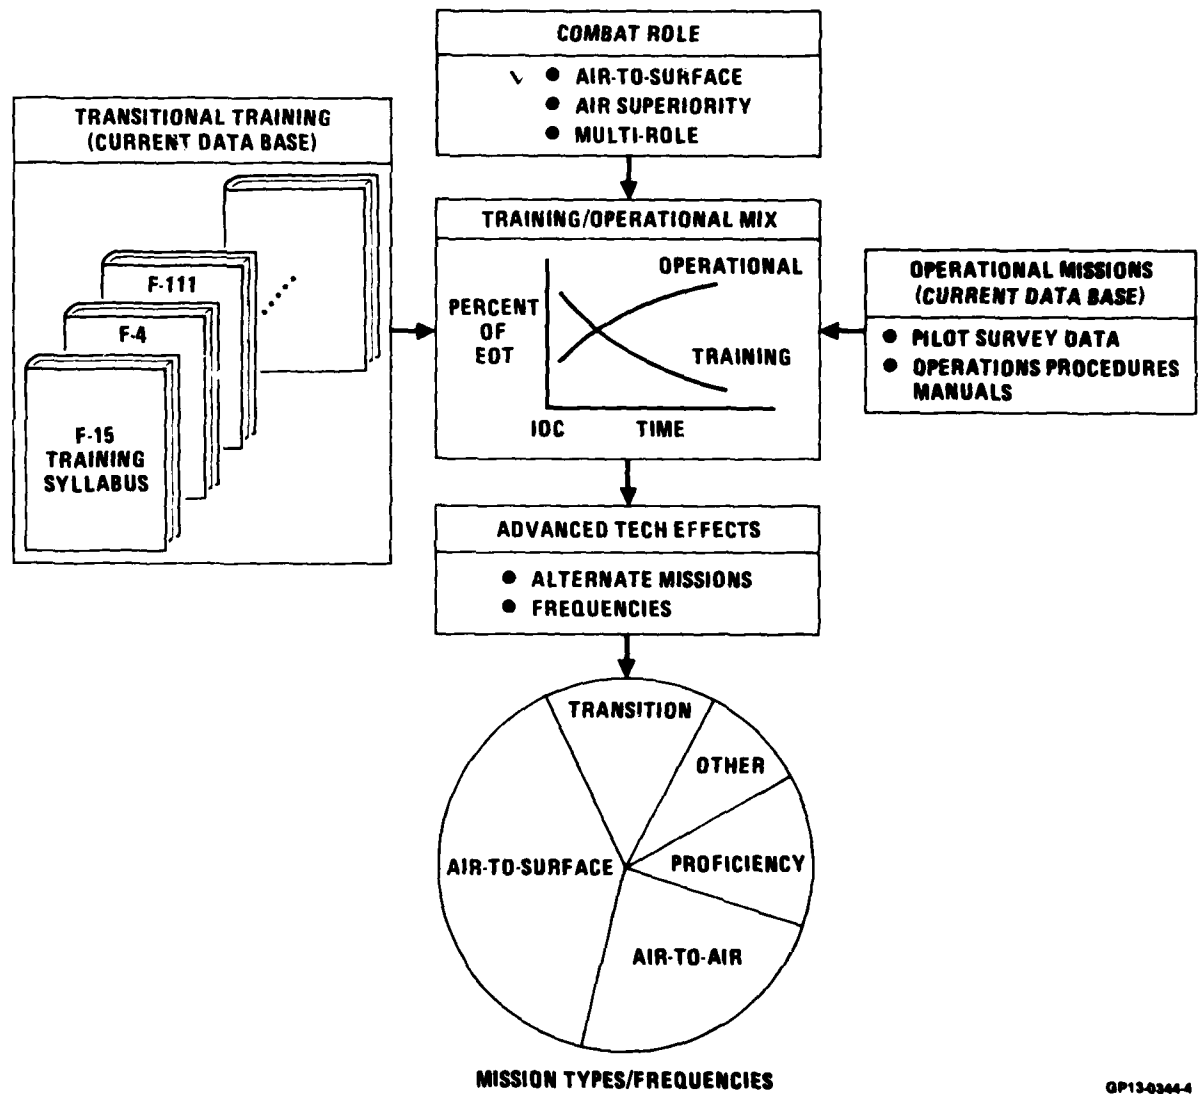 COMBAT ROLE
● AIR-TO-SURFACE
● AIR SUPERIORITY
● MULTI-ROLE
TRANSITIONAL TRAINING
(CURRENT DATA BASE)
F-111
F-4
F-15
TRAINING
SYLLABUS
TRAINING/OPERATIONAL MIX
OPERATIONAL
PERCENT
OF
EOT
TRAINING
IOC TIME
OPERATIONAL MISSIONS
(CURRENT DATA BASE)
● PILOT SURVEY DATA
● OPERATIONS PROCEDURES
MANUALS
ADVANCED TECH EFFECTS
● ALTERNATE MISSIONS
● FREQUENCIES
TRANSITION
OTHER
PROFICIENCY
AIR-TO-SURFACE
AIR-TO-AIR
MISSION TYPES/FREQUENCIES
GP13-0344-4